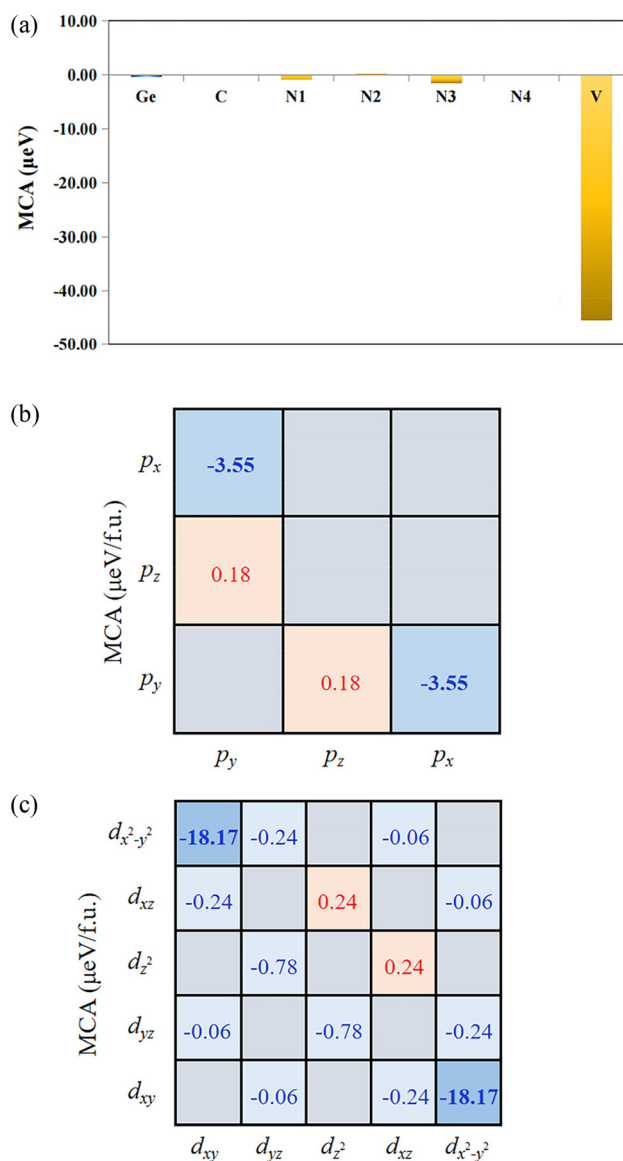 (a)
10.00
0.00
-10.00
-20.00
-30.00
-40.00
-50.00
MCA (µeV)
Ge C N1 N2 N3 N4 V
(b)
MCA (µeV/f.u.)
pₓ -3.55
p_z 0.18
p_y 0.18 -3.55
p_y p_z pₓ
(c)
MCA (µeV/f.u.)
d_x²-y² -18.17 -0.24 -0.06
d_xz -0.24 0.24 -0.06
d_z² -0.78 0.24
d_yz -0.06 -0.78 -0.24
d_xy -0.06 -0.24 -18.17
d_xy d_yz d_z² d_xz d_x²-y²